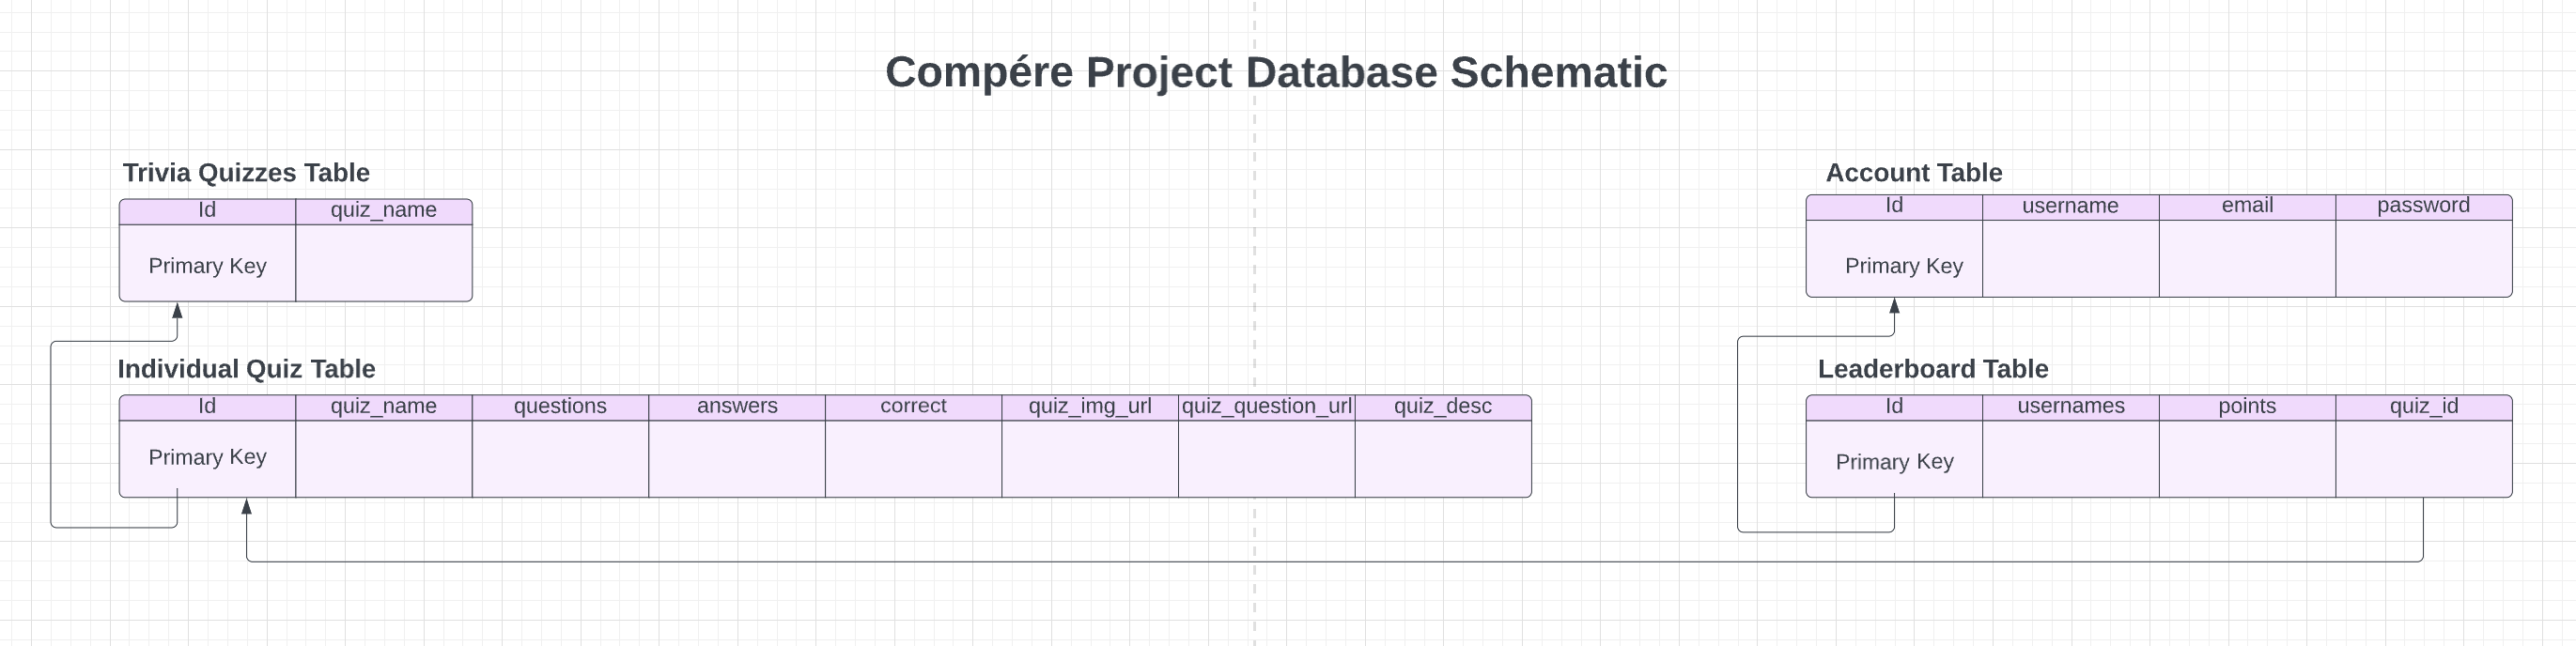 Compére Project Database Schematic
Trivia Quizzes Table
Id quiz_name
Primary Key
Individual Quiz Table
Id quiz_name questions answers correct quiz_img_url quiz_question_url quiz_desc
Primary Key
Account Table
Id username email password
Primary Key
Leaderboard Table
Id usernames points quiz_id
Primary Key